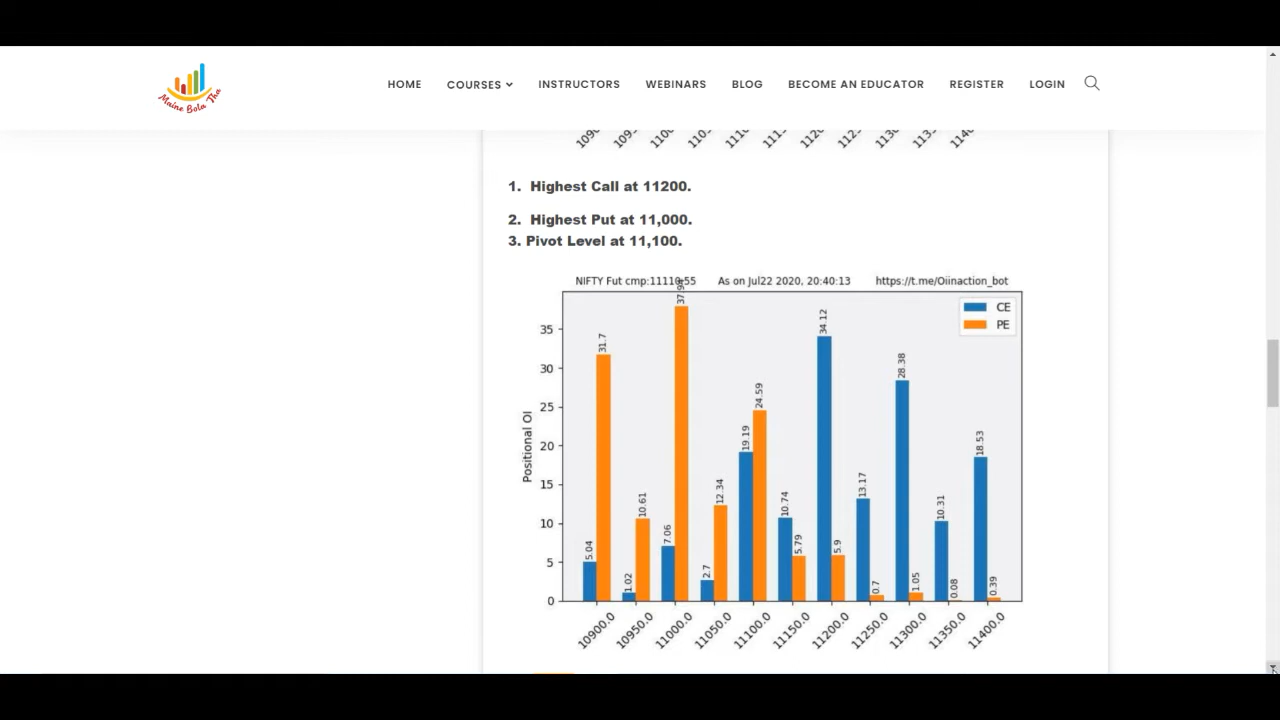 Maine Bola Tha
HOME COURSES INSTRUCTORS WEBINARS BLOG BECOME AN EDUCATOR REGISTER LOGIN
1. Highest Call at 11200.
2. Highest Put at 11,000.
3. Pivot Level at 11,100.
NIFTY Fut cmp:11110.55 As on Jul22 2020, 20:40:13 https://t.me/Oiinaction_bot
CE
PE
Positional OI
35
30
25
20
15
10
5
0
5.04 31.7 1.02 10.61 7.06 2.7 12.34 19.19 24.59 10.74 5.79 34.12 5.9 13.17 0.7 28.38 1.05 10.31 0.08 18.53 0.39
10900.0 10950.0 11000.0 11050.0 11100.0 11150.0 11200.0 11250.0 11300.0 11350.0 11400.0